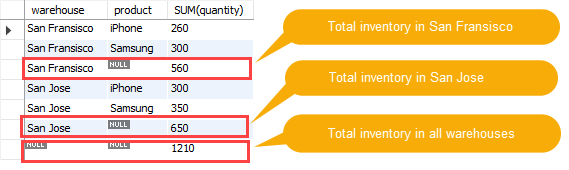 warehouse product SUM(quantity)
San Fransisco iPhone 260
San Fransisco Samsung 300
San Fransisco NULL 560
San Jose iPhone 300
San Jose Samsung 350
San Jose NULL 650
NULL NULL 1210
Total inventory in San Fransisco
Total inventory in San Jose
Total inventory in all warehouses